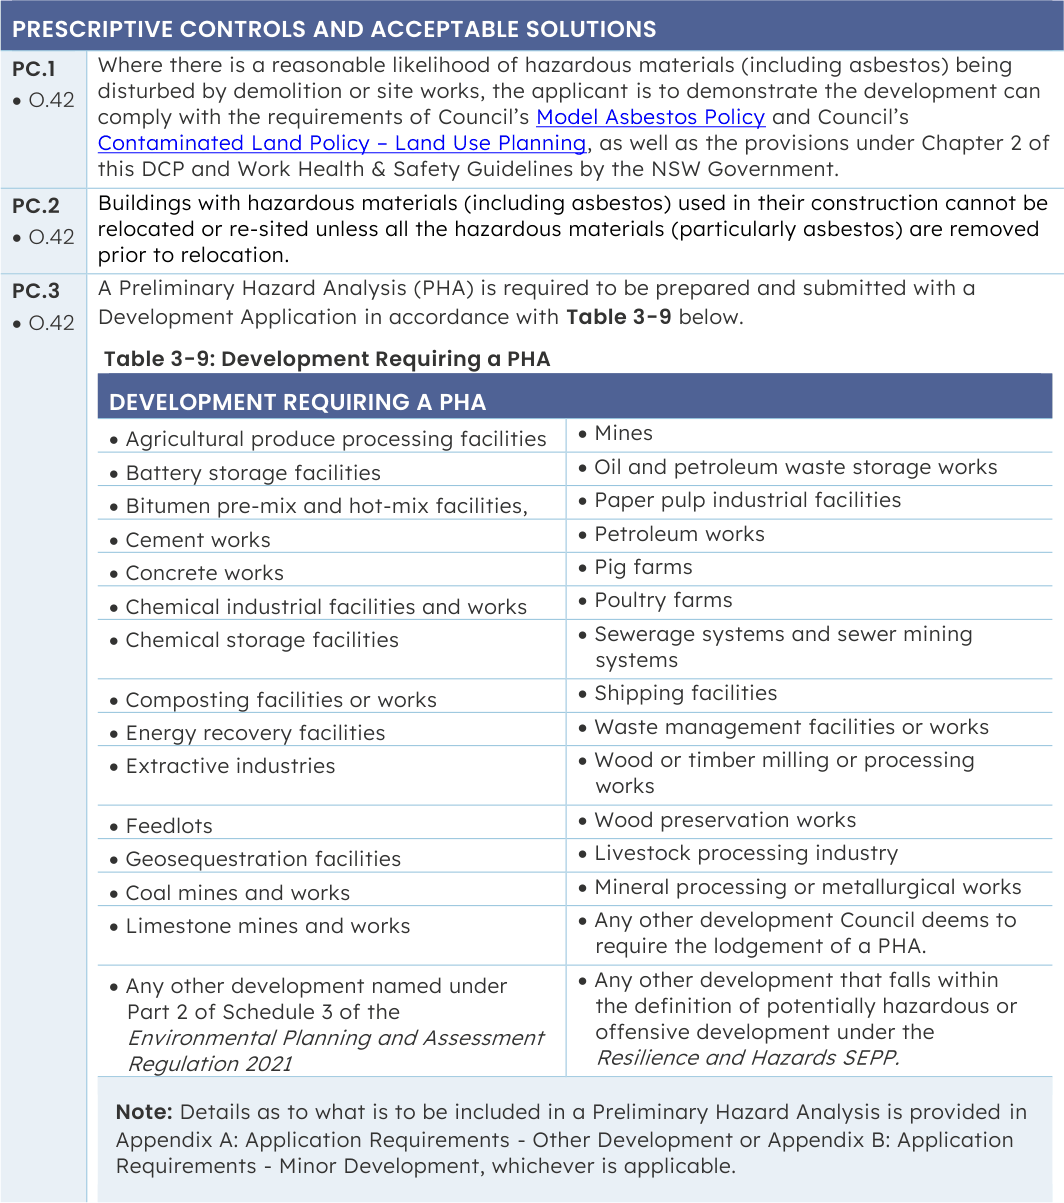 PRESCRIPTIVE CONTROLS AND ACCEPTABLE SOLUTIONS
PC.1
• O.42
Where there is a reasonable likelihood of hazardous materials (including asbestos) being
disturbed by demolition or site works, the applicant is to demonstrate the development can
comply with the requirements of Council's Model Asbestos Policy and Council's
Contaminated Land Policy – Land Use Planning, as well as the provisions under Chapter 2 of
this DCP and Work Health & Safety Guidelines by the NSW Government.
PC.2
• O.42
Buildings with hazardous materials (including asbestos) used in their construction cannot be
relocated or re-sited unless all the hazardous materials (particularly asbestos) are removed
prior to relocation.
PC.3
• O.42
A Preliminary Hazard Analysis (PHA) is required to be prepared and submitted with a
Development Application in accordance with Table 3-9 below.
Table 3-9: Development Requiring a PHA
DEVELOPMENT REQUIRING A PHA
• Agricultural produce processing facilities
• Mines
• Battery storage facilities
• Oil and petroleum waste storage works
• Bitumen pre-mix and hot-mix facilities,
• Paper pulp industrial facilities
• Cement works
• Petroleum works
• Concrete works
• Pig farms
• Chemical industrial facilities and works
• Poultry farms
• Chemical storage facilities
• Sewerage systems and sewer mining
systems
• Composting facilities or works
• Shipping facilities
• Energy recovery facilities
• Waste management facilities or works
• Extractive industries
• Wood or timber milling or processing
works
• Feedlots
• Wood preservation works
• Geosequestration facilities
• Livestock processing industry
• Coal mines and works
• Mineral processing or metallurgical works
• Limestone mines and works
• Any other development Council deems to
require the lodgement of a PHA.
• Any other development named under
Part 2 of Schedule 3 of the
Environmental Planning and Assessment
Regulation 2021
• Any other development that falls within
the definition of potentially hazardous or
offensive development under the
Resilience and Hazards SEPP.
Note: Details as to what is to be included in a Preliminary Hazard Analysis is provided in
Appendix A: Application Requirements - Other Development or Appendix B: Application
Requirements - Minor Development, whichever is applicable.